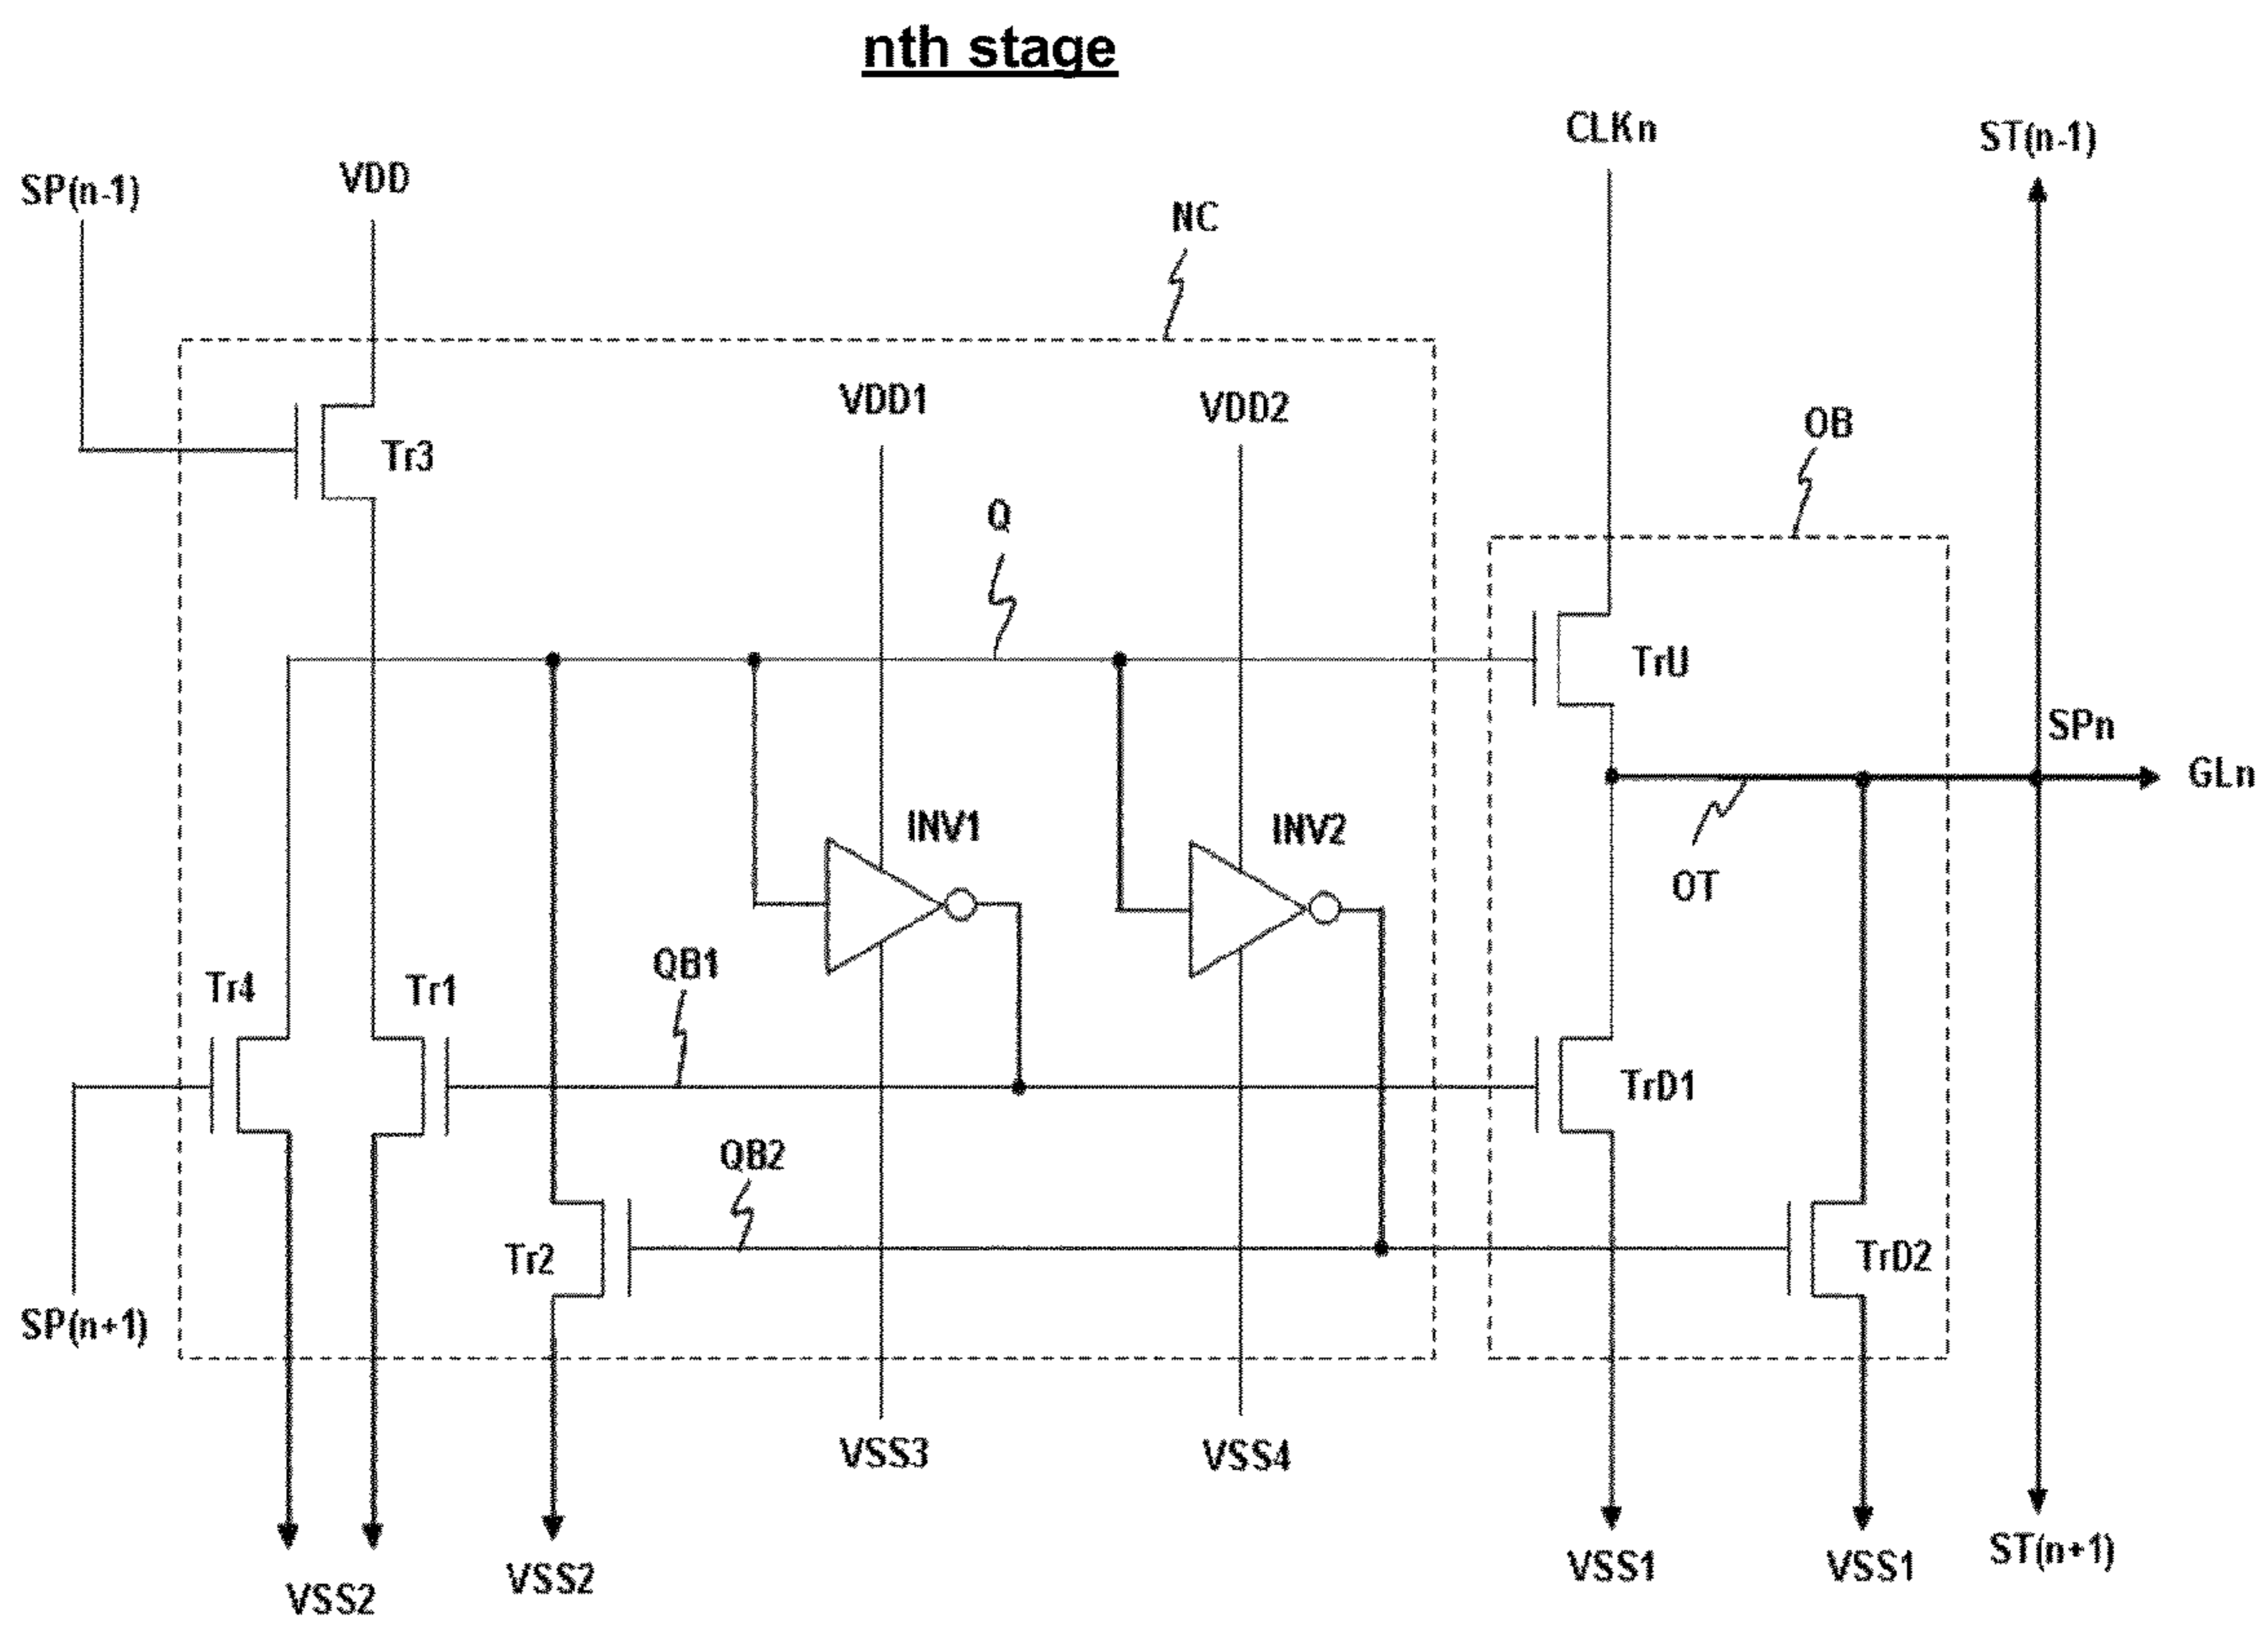 nth stage
CLKn
ST(n-1)
SP(n-1)
VDD
NC
VDD1
VDD2
OB
Tr3
Q
TrU
SPn
GLn
INV1
INV2
OT
QB1
Tr4
Tr1
TrD1
QB2
Tr2
TrD2
SP(n+1)
VSS3
VSS4
ST(n+1)
VSS2
VSS2
VSS1
VSS1